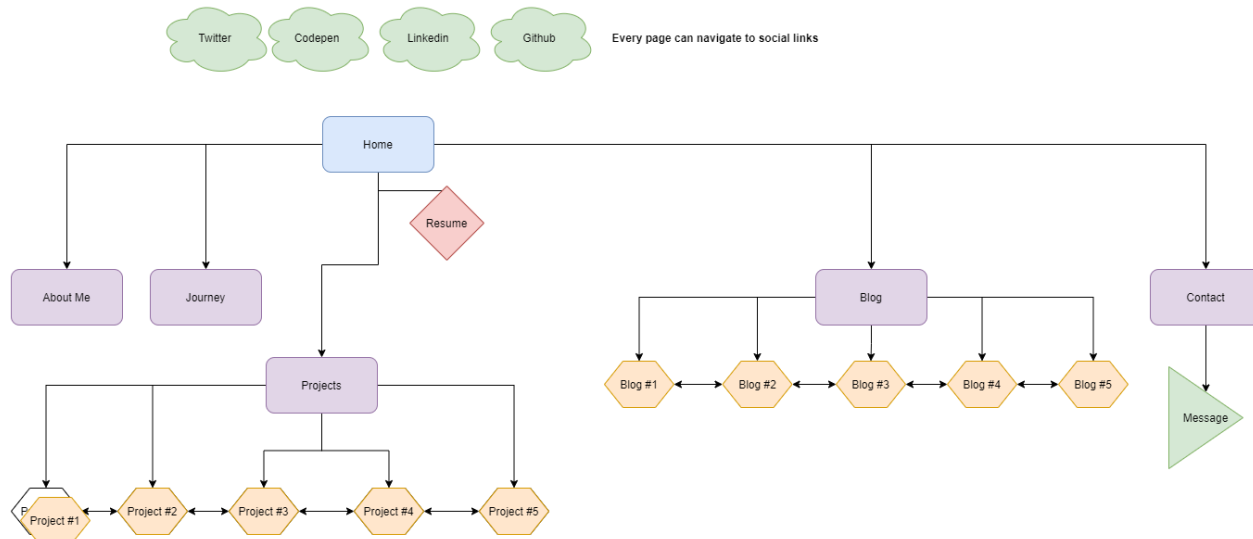 Twitter
Codepen
Linkedin
Github
Every page can navigate to social links
Home
Resume
About Me
Journey
Blog
Contact
Projects
Blog #1
Blog #2
Blog #3
Blog #4
Blog #5
Message
Project #1
Project #2
Project #3
Project #4
Project #5